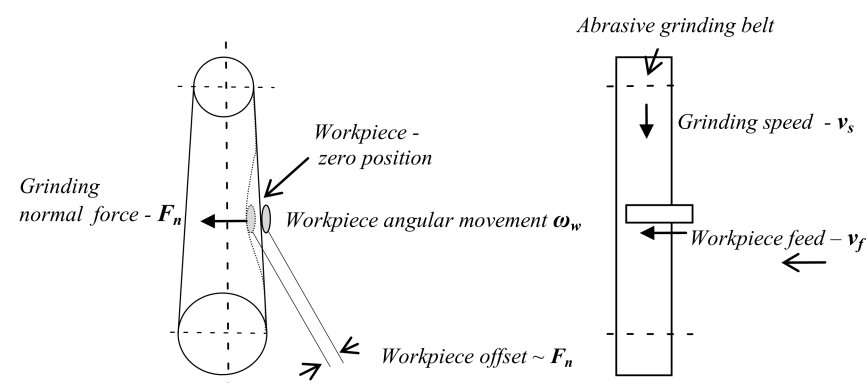 Abrasive grinding belt
Workpiece -
zero position
Grinding speed - vs
Grinding
normal force - Fn
Workpiece angular movement ωw
Workpiece feed – vf
Workpiece offset ~ Fn